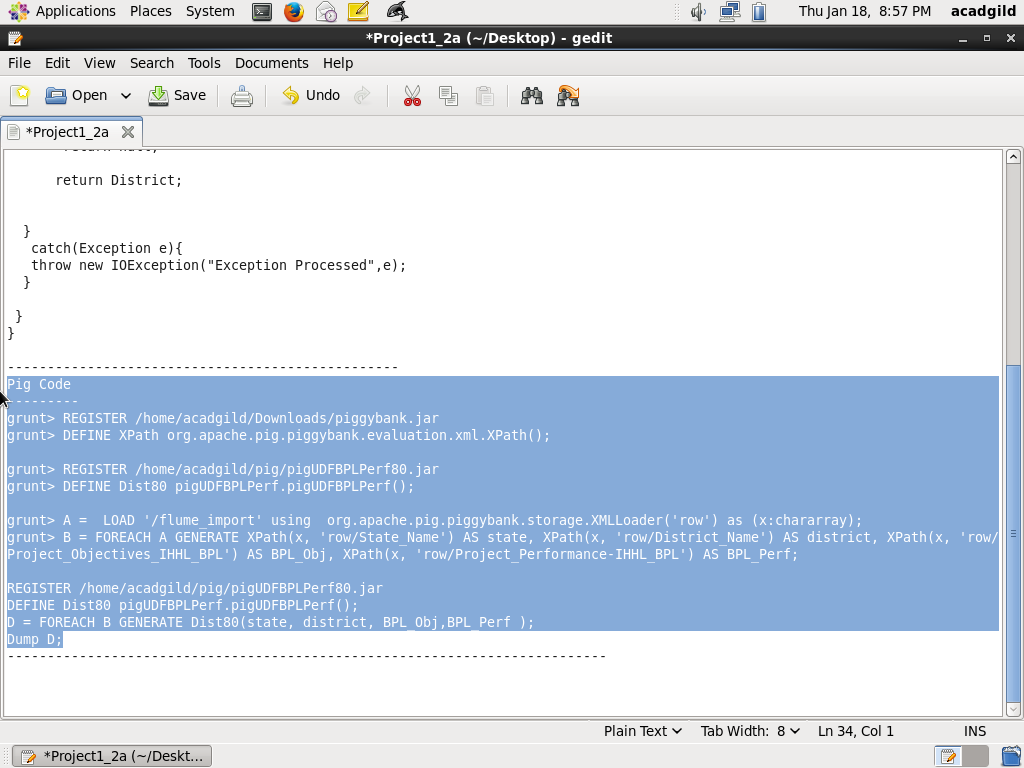 Applications Places System Thu Jan 18, 8:57 PM acadgild
*Project1_2a (~/Desktop) - gedit
File Edit View Search Tools Documents Help
Open Save Undo
*Project1_2a
return District;
}
catch(Exception e){
throw new IOException("Exception Processed",e);
}
}
}
-------------------------------------------------
Pig Code
---------
grunt> REGISTER /home/acadgild/Downloads/piggybank.jar
grunt> DEFINE XPath org.apache.pig.piggybank.evaluation.xml.XPath();
grunt> REGISTER /home/acadgild/pig/pigUDFBPLPerf80.jar
grunt> DEFINE Dist80 pigUDFBPLPerf.pigUDFBPLPerf();
grunt> A =  LOAD '/flume_import' using  org.apache.pig.piggybank.storage.XMLLoader('row') as (x:chararray);
grunt> B = FOREACH A GENERATE XPath(x, 'row/State_Name') AS state, XPath(x, 'row/District_Name') AS district, XPath(x, 'row/
Project_Objectives_IHHL_BPL') AS BPL_Obj, XPath(x, 'row/Project_Performance-IHHL_BPL') AS BPL_Perf;
REGISTER /home/acadgild/pig/pigUDFBPLPerf80.jar
DEFINE Dist80 pigUDFBPLPerf.pigUDFBPLPerf();
D = FOREACH B GENERATE Dist80(state, district, BPL_Obj,BPL_Perf );
Dump D;
---------------------------------------------------------------------------
Plain Text Tab Width: 8 Ln 34, Col 1 INS
*Project1_2a (~/Deskt...